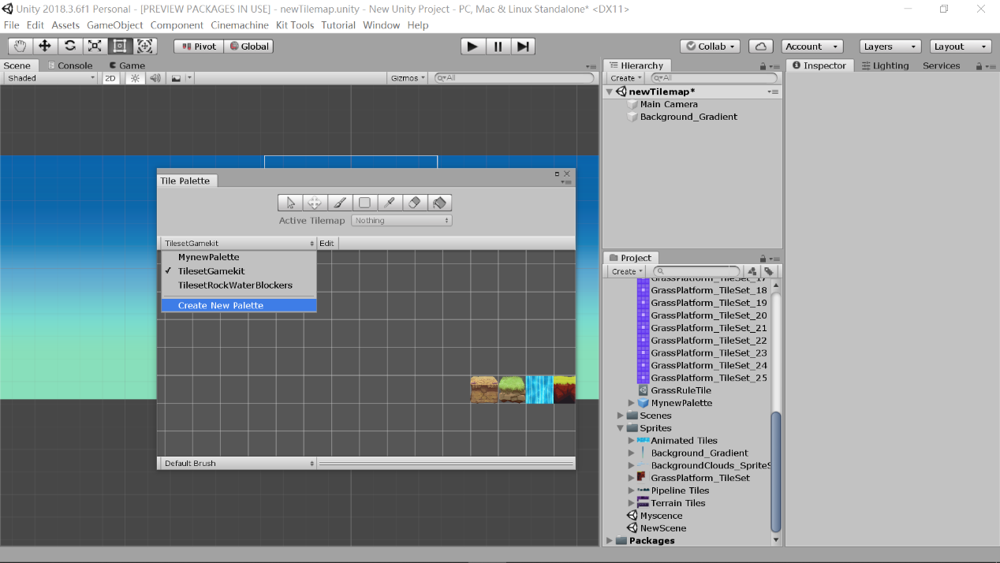 Unity 2018.3.6f1 Personal - [PREVIEW PACKAGES IN USE] - newTilemap.unity - New Unity Project - PC, Mac & Linux Standalone* <DX11>
File Edit Assets GameObject Component Cinemachine Kit Tools Tutorial Window Help
Pivot Global Collab Account Layers Layout
Scene Console Game
Shaded 2D Gizmos All
Hierarchy
Create All
newTilemap*
Main Camera
Background_Gradient
Inspector Lighting Services
Tile Palette
Active Tilemap Nothing
TilesetGamekit Edit
MynewPalette
✓ TilesetGamekit
TilesetRockWaterBlockers
Create New Palette
Default Brush
Project
Create
GrassPlatform_TileSet_17
GrassPlatform_TileSet_18
GrassPlatform_TileSet_19
GrassPlatform_TileSet_20
GrassPlatform_TileSet_21
GrassPlatform_TileSet_22
GrassPlatform_TileSet_23
GrassPlatform_TileSet_24
GrassPlatform_TileSet_25
GrassRuleTile
MynewPalette
Scenes
Sprites
Animated Tiles
Background_Gradient
BackgroundClouds_SpriteS
GrassPlatform_TileSet
Pipeline Tiles
Terrain Tiles
Myscence
NewScene
Packages